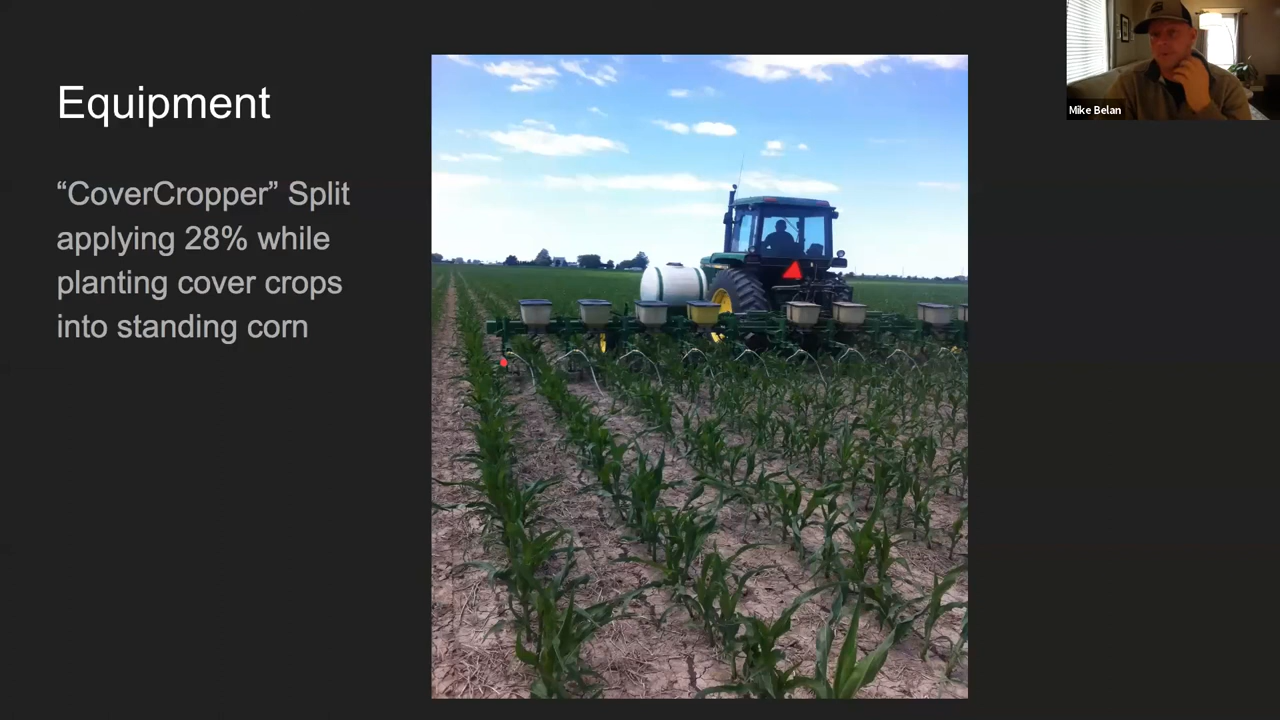 Equipment
“CoverCropper” Split
applying 28% while
planting cover crops
into standing corn
Mike Belan